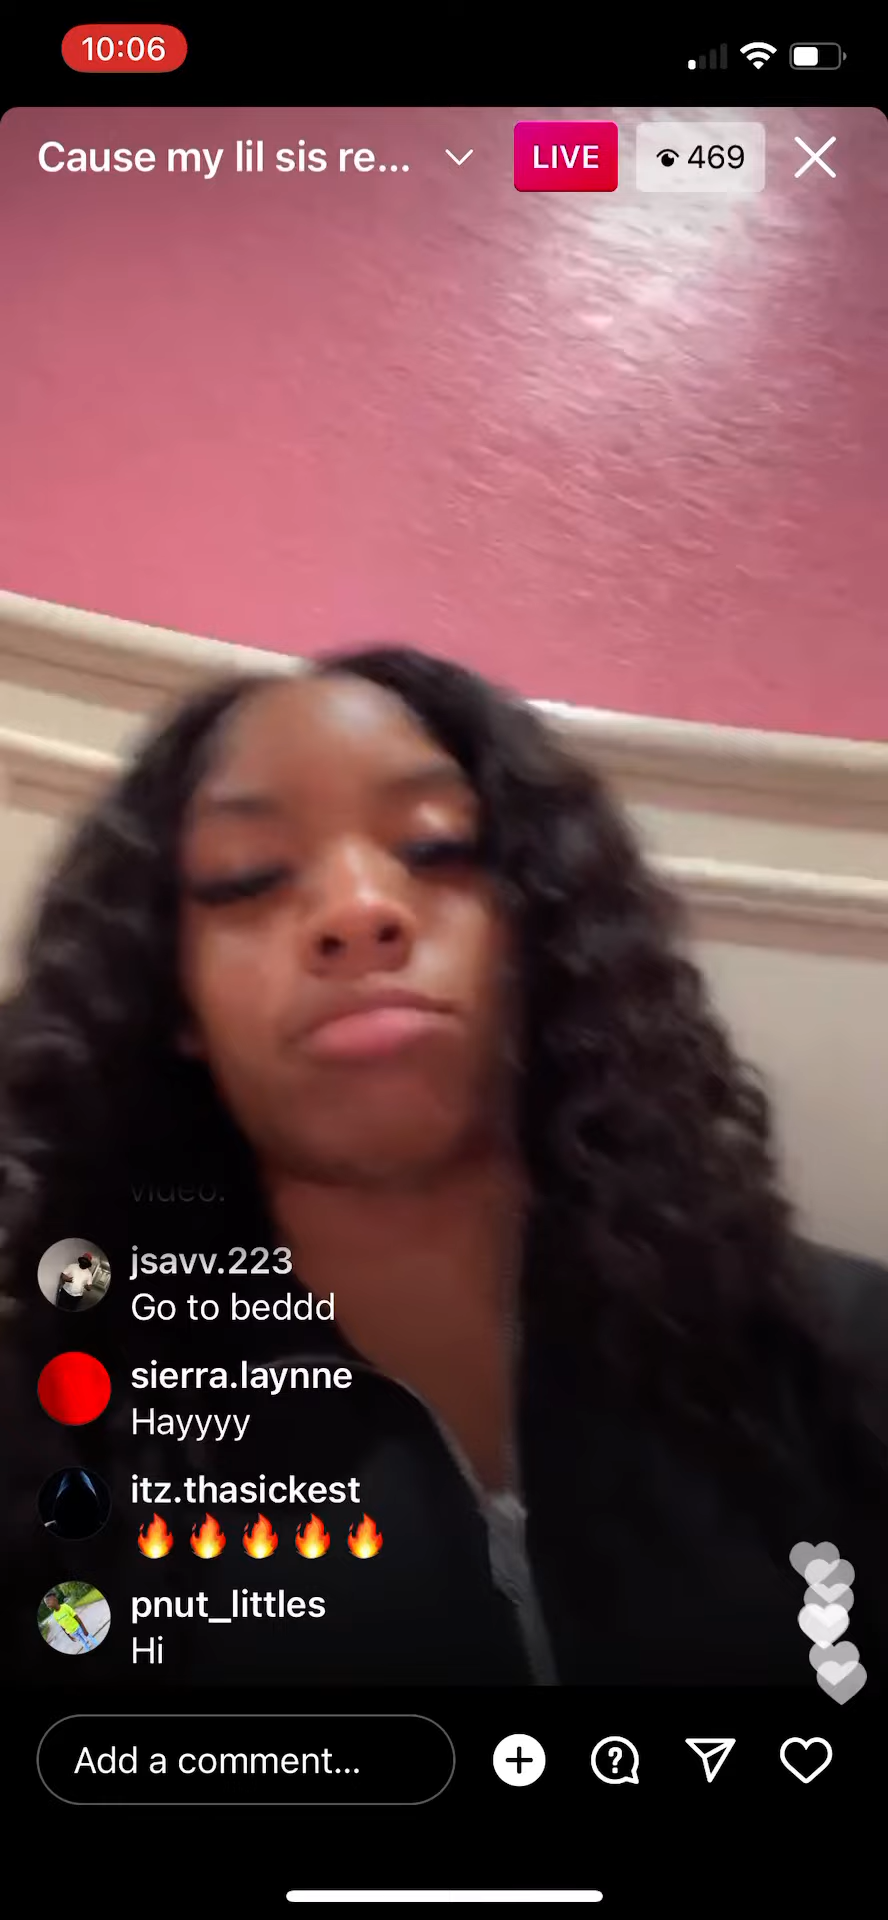 10:06
Cause my lil sis re...
LIVE
469
video.
jsavv.223
Go to beddd
sierra.laynne
Hayyyy
itz.thasickest
🔥🔥🔥🔥🔥
pnut_littles
Hi
Add a comment...